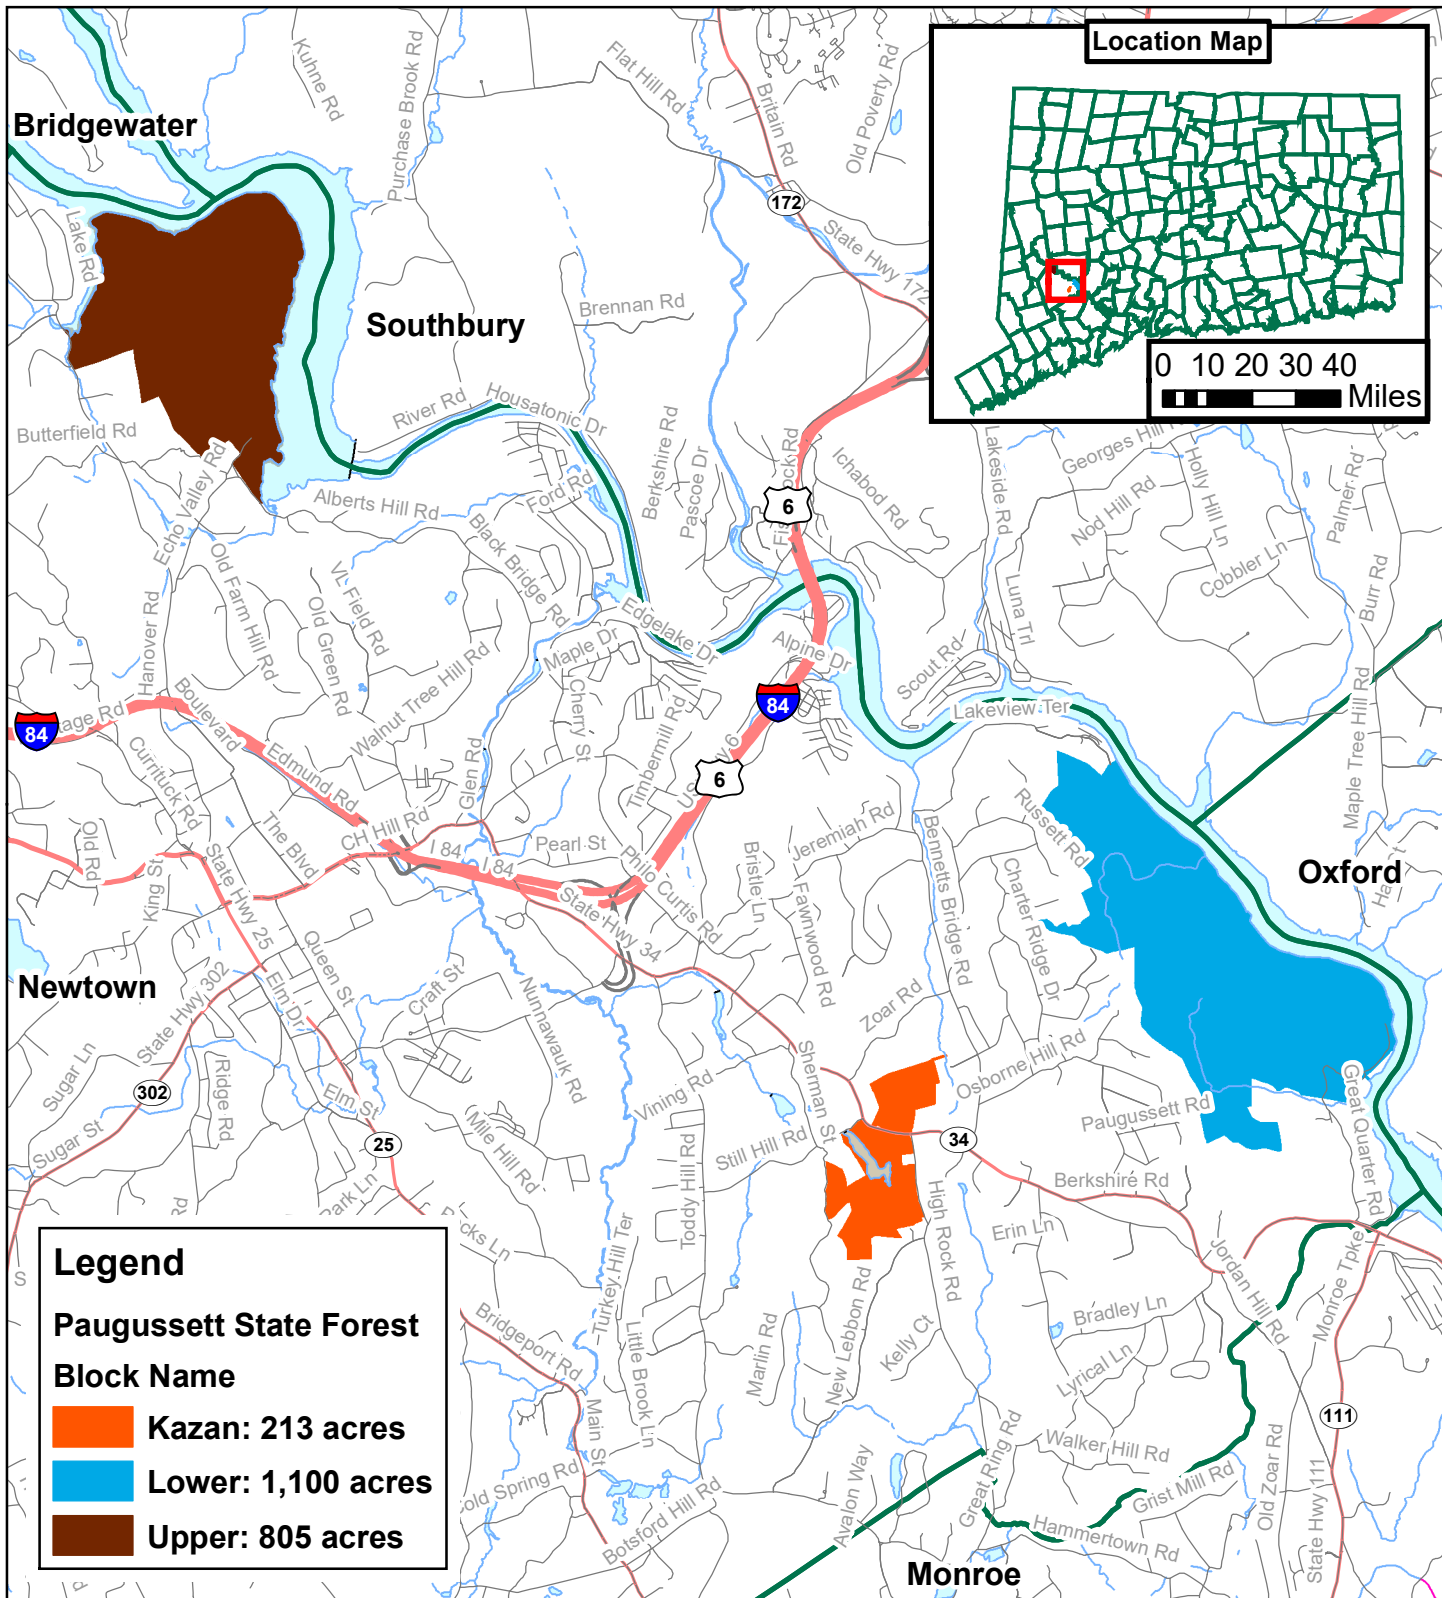 Location Map
0 10 20 30 40
Miles
Bridgewater
Southbury
Oxford
Newtown
Monroe
Kuhne Rd
Purchase Brook Rd
Flat Hill Rd
Britain Rd
Old Poverty Rd
172
State Hwy 172
Lake Rd
Brennan Rd
River Rd
Housatonic Dr
Butterfield Rd
Echo Valley Rd
Alberts Hill Rd
Ford Rd
Berkshire Rd
Pascoe Dr
6
Ichabod Rd
Lakeside Rd
Georges Hill
Nod Hill Rd
Holly Hill Ln
Palmer Rd
Cobbler Ln
Burr Rd
Black Bridge Rd
Old Farm Hill Rd
Vl Field Rd
Old Green Rd
Hanover Rd
Boulevard
Walnut Tree Hill Rd
Maple Dr
Edgelake Dr
Alpine Dr
Scout Rd
Luna Trl
Lakeview Ter
84
84
Edmund Rd
Cherry St
Timbermill Rd
6
Glen Rd
Currituck Rd
Maple Tree Hill Rd
Russett Rd
Old Rd
King St
The Blvd
CH Hill Rd
I 84
I 84
Pearl St
Philo Curtis Rd
State Hwy 34
Jeremiah Rd
Bristle Ln
Fawnwood Rd
Bennetts Bridge Rd
Charter Ridge Dr
State Hwy 25
Queen St
Elm Dr
State Hwy 302
Craft St
Nunnawauk Rd
Zoar Rd
Sugar Ln
302
Ridge Rd
Sugar St
Elm St
25
Mile Hill Rd
Vining Rd
Sherman St
Still Hill Rd
Toddy Hill Rd
Osborne Hill Rd
34
Paugussett Rd
Great Quarter Rd
Berkshire Rd
High Rock Rd
Erin Ln
Park Ln
Turkey Hill Ter
New Lebbon Rd
Jordan Hill Rd
Monroe Tpke
Bridgeport Rd
Little Brook Ln
Marlin Rd
Kelly Ct
Bradley Ln
Lyrical Ln
111
Main St
Walker Hill Rd
Great Ring Rd
Grist Mill Rd
Old Zoar Rd
State Hwy 111
Botsford Hill Rd
Avalon Way
Hammertown Rd
Legend
Paugussett State Forest
Block Name
Kazan: 213 acres
Lower: 1,100 acres
Upper: 805 acres